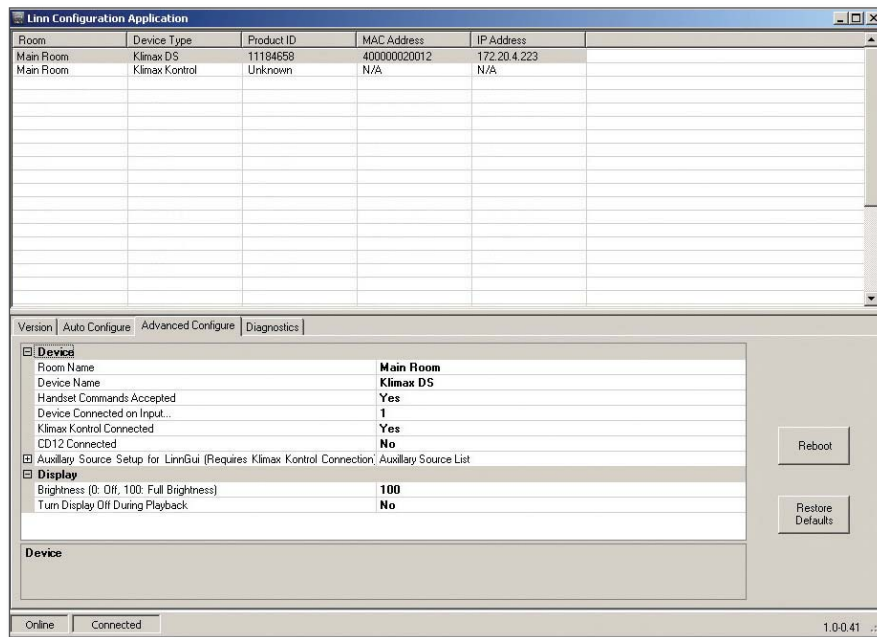 Linn Configuration Application
Room Device Type Product ID MAC Address IP Address
Main Room Klimax DS 11184658 400000020012 172.20.4.223
Main Room Klimax Kontrol Unknown N/A N/A
Version Auto Configure Advanced Configure Diagnostics
Device
Room Name Main Room
Device Name Klimax DS
Handset Commands Accepted Yes
Device Connected on Input... 1
Klimax Kontrol Connected Yes
CD12 Connected No
Auxillary Source Setup for LinnGui (Requires Klimax Kontrol Connection) Auxillary Source List
Display
Brightness (0: Off, 100: Full Brightness) 100
Turn Display Off During Playback No
Reboot
Restore
Defaults
Device
Online Connected 1.0-0.41